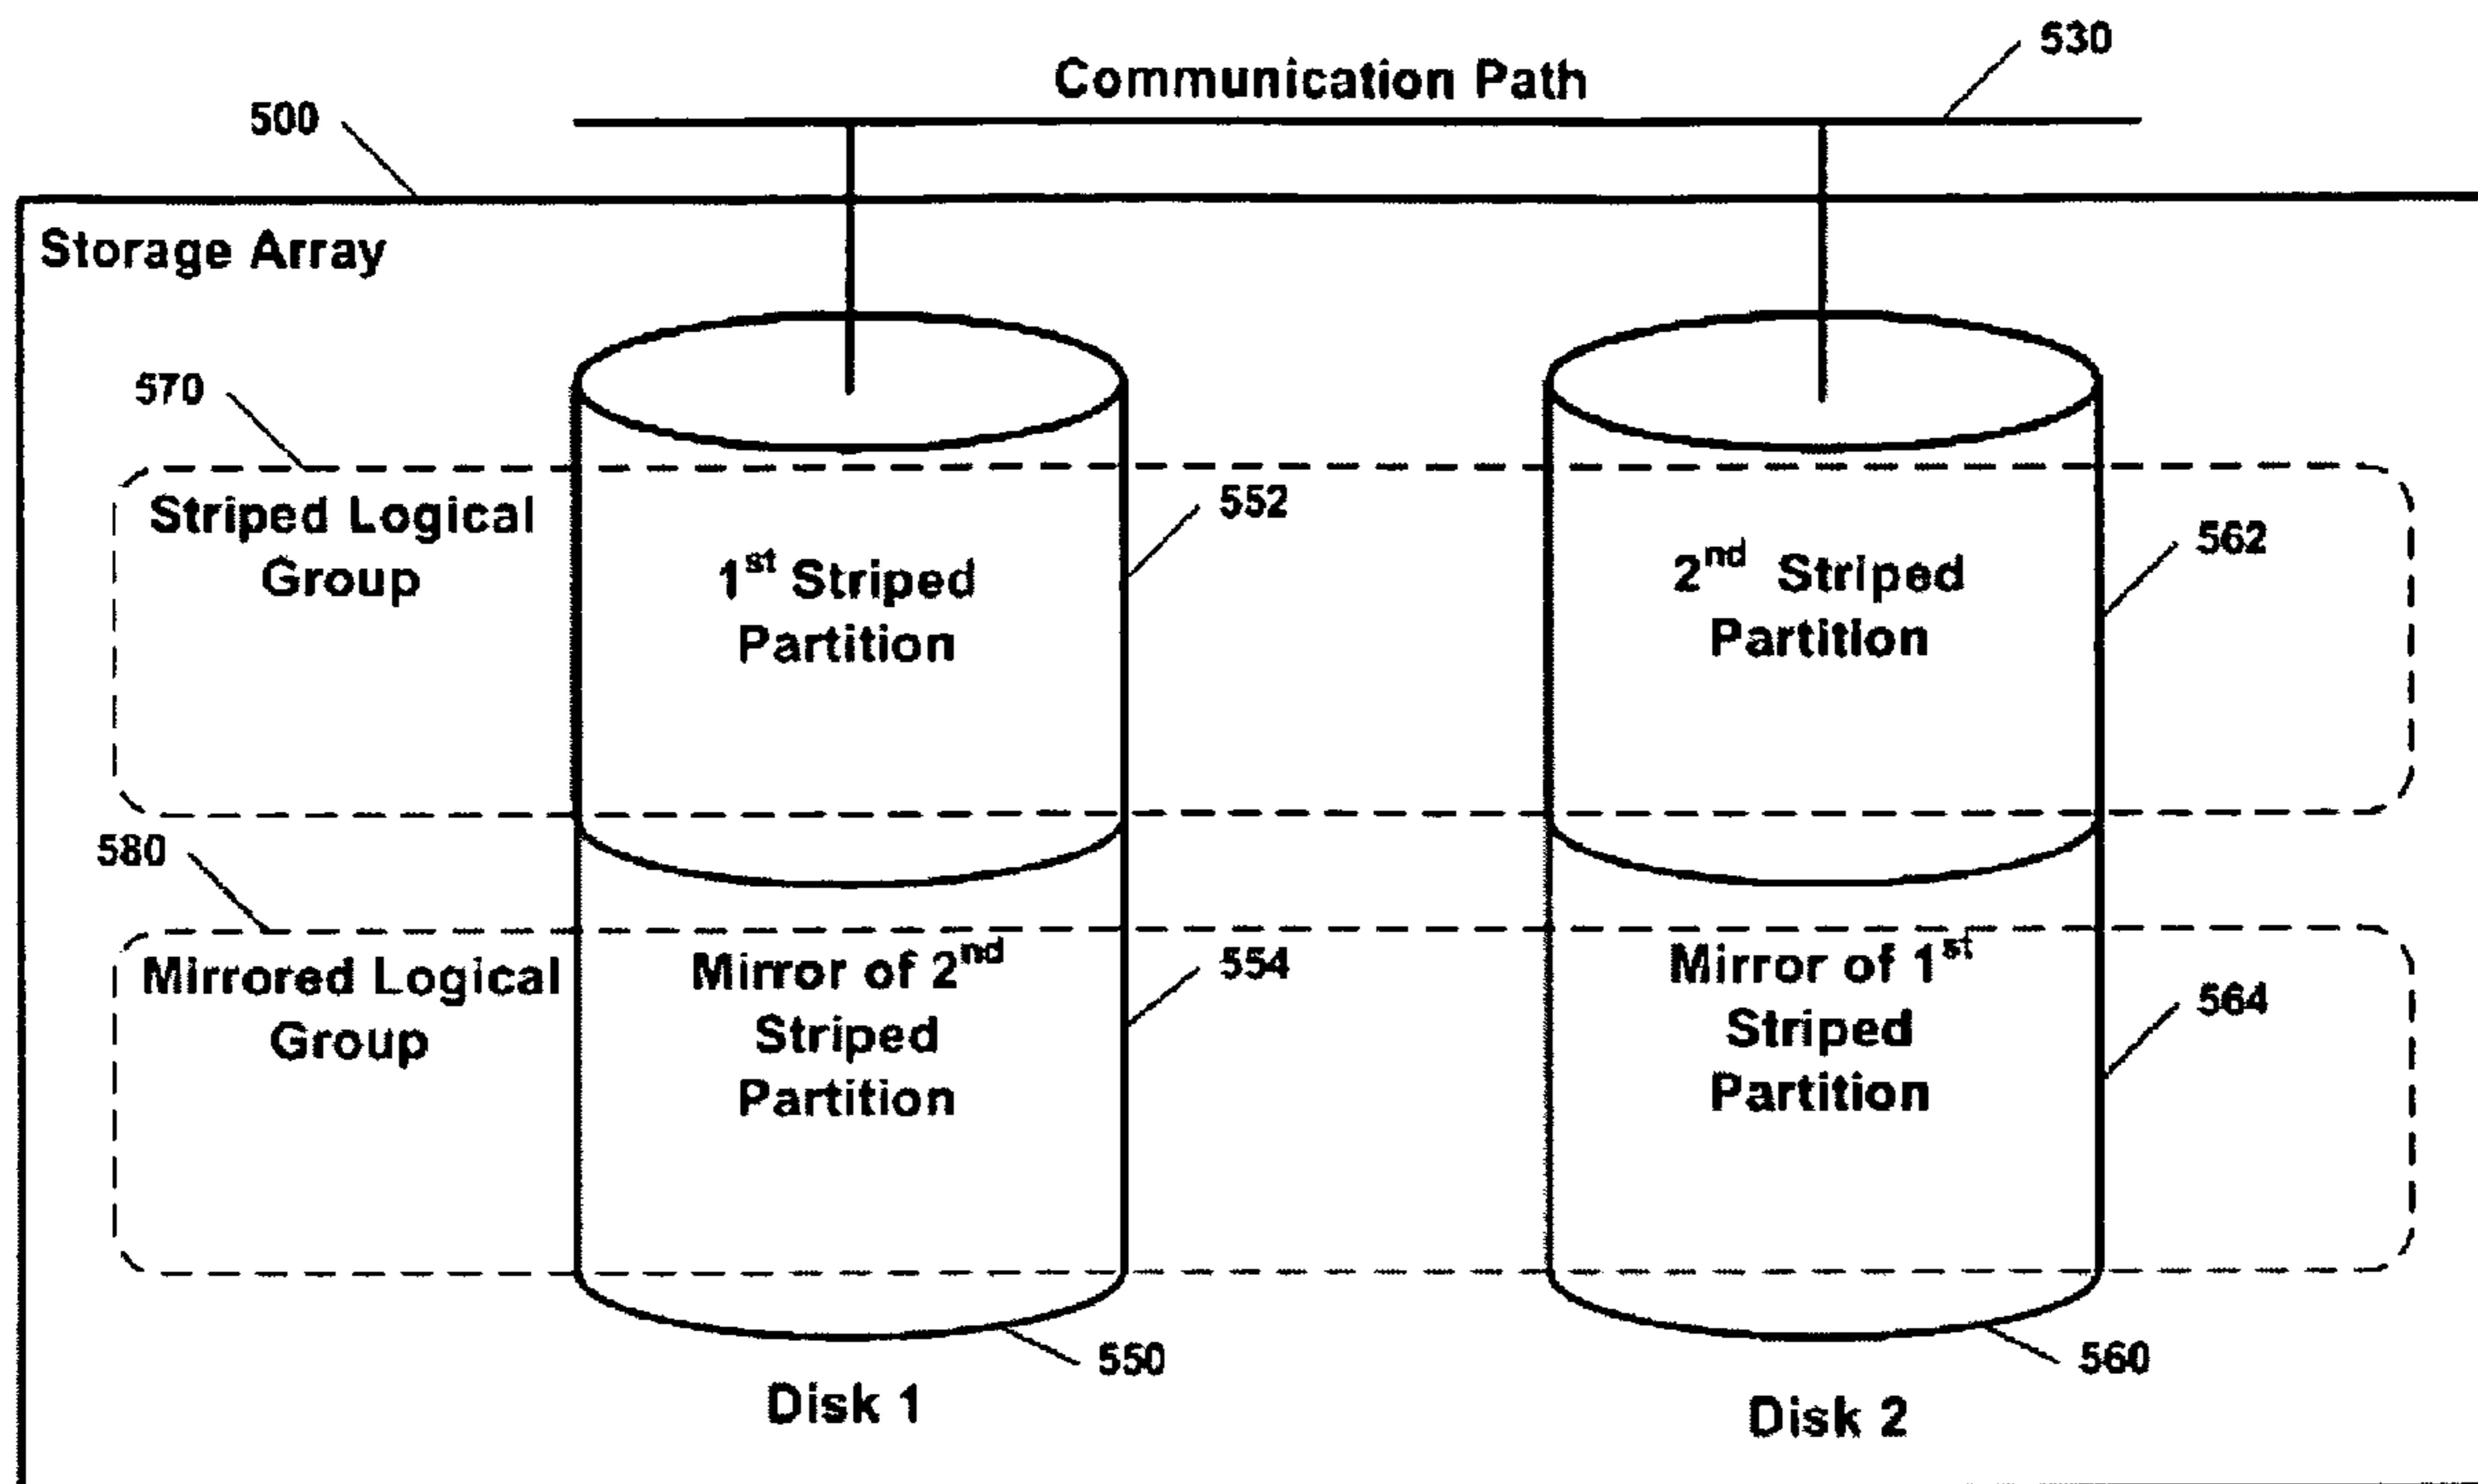 530
Communication Path
500
Storage Array
570
Striped Logical
Group
552
1st Striped
Partition
562
2nd Striped
Partition
580
Mirrored Logical
Group
554
Mirror of 2nd
Striped
Partition
564
Mirror of 1st
Striped
Partition
550
Disk 1
560
Disk 2